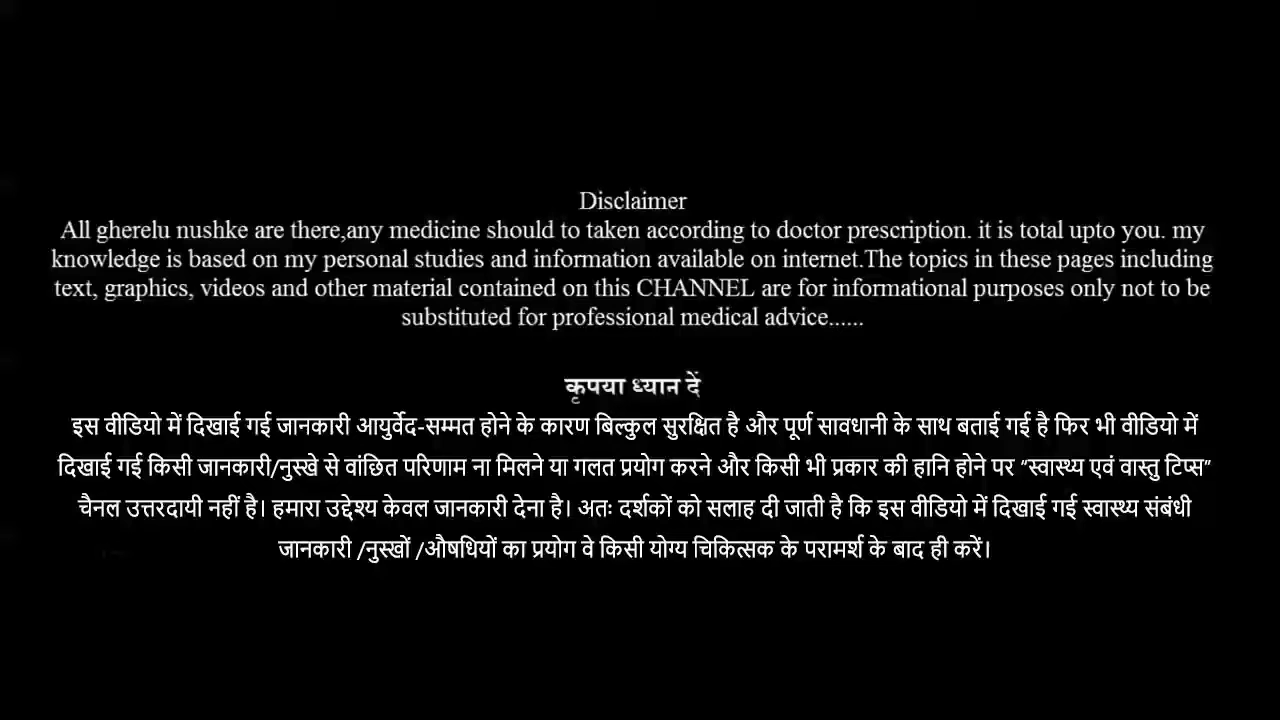 Disclaimer
All gherelu nushke are there,any medicine should to taken according to doctor prescription. it is total upto you. my
knowledge is based on my personal studies and information available on internet.The topics in these pages including
text, graphics, videos and other material contained on this CHANNEL are for informational purposes only not to be
substituted for professional medical advice......
कृपया ध्यान दें
इस वीडियो में दिखाई गई जानकारी आयुर्वेद-सम्मत होने के कारण बिल्कुल सुरक्षित है और पूर्ण सावधानी के साथ बताई गई है फिर भी वीडियो में
दिखाई गई किसी जानकारी/नुस्खे से वांछित परिणाम ना मिलने या गलत प्रयोग करने और किसी भी प्रकार की हानि होने पर “स्वास्थ्य एवं वास्तु टिप्स”
चैनल उत्तरदायी नहीं है। हमारा उद्देश्य केवल जानकारी देना है। अतः दर्शकों को सलाह दी जाती है कि इस वीडियो में दिखाई गई स्वास्थ्य संबंधी
जानकारी /नुस्खों /औषधियों का प्रयोग वे किसी योग्य चिकित्सक के परामर्श के बाद ही करें।